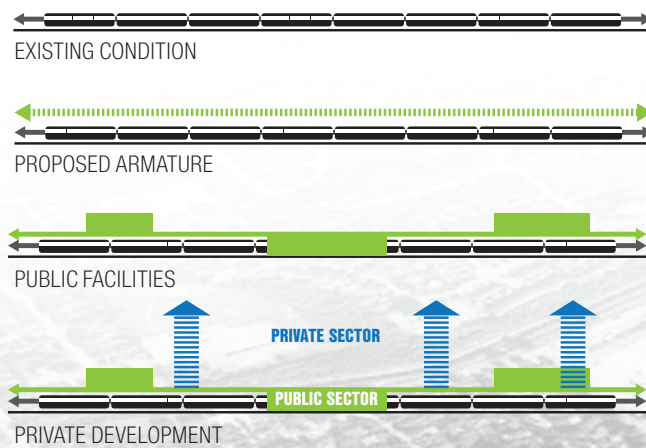 EXISTING CONDITION
PROPOSED ARMATURE
PUBLIC FACILITIES
PRIVATE SECTOR
PUBLIC SECTOR
PRIVATE DEVELOPMENT